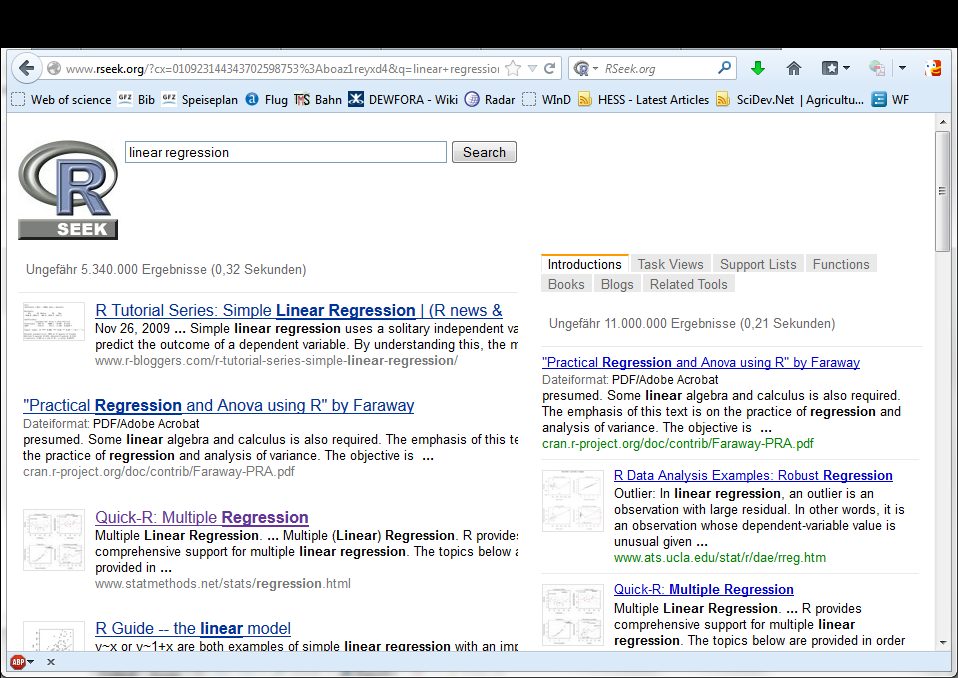 www.rseek.org/?cx=010923144343702598753%3Aboaz1reyxd4&q=linear+regression
RSeek.org
Web of science GFZ Bib GFZ Speiseplan Flug Bahn DEWFORA - Wiki Radar WInD HESS - Latest Articles SciDev.Net | Agricultu... WF
R
SEEK
linear regression
Search
Ungefähr 5.340.000 Ergebnisse (0,32 Sekunden)
R Tutorial Series: Simple Linear Regression | (R news &
Nov 26, 2009 ... Simple linear regression uses a solitary independent va
predict the outcome of a dependent variable. By understanding this, the m
www.r-bloggers.com/r-tutorial-series-simple-linear-regression/
"Practical Regression and Anova using R" by Faraway
Dateiformat: PDF/Adobe Acrobat
presumed. Some linear algebra and calculus is also required. The emphasis of this te
the practice of regression and analysis of variance. The objective is ...
cran.r-project.org/doc/contrib/Faraway-PRA.pdf
Quick-R: Multiple Regression
Multiple Linear Regression. ... Multiple (Linear) Regression. R provides
comprehensive support for multiple linear regression. The topics below a
provided in ...
www.statmethods.net/stats/regression.html
R Guide -- the linear model
y~x or y~1+x are both examples of simple linear regression with an imp
Introductions Task Views Support Lists Functions
Books Blogs Related Tools
Ungefähr 11.000.000 Ergebnisse (0,21 Sekunden)
"Practical Regression and Anova using R" by Faraway
Dateiformat: PDF/Adobe Acrobat
presumed. Some linear algebra and calculus is also required.
The emphasis of this text is on the practice of regression and
analysis of variance. The objective is ...
cran.r-project.org/doc/contrib/Faraway-PRA.pdf
R Data Analysis Examples: Robust Regression
Outlier: In linear regression, an outlier is an
observation with large residual. In other words, it is
an observation whose dependent-variable value is
unusual given ...
www.ats.ucla.edu/stat/r/dae/rreg.htm
Quick-R: Multiple Regression
Multiple Linear Regression. ... R provides
comprehensive support for multiple linear
regression. The topics below are provided in order
ABP